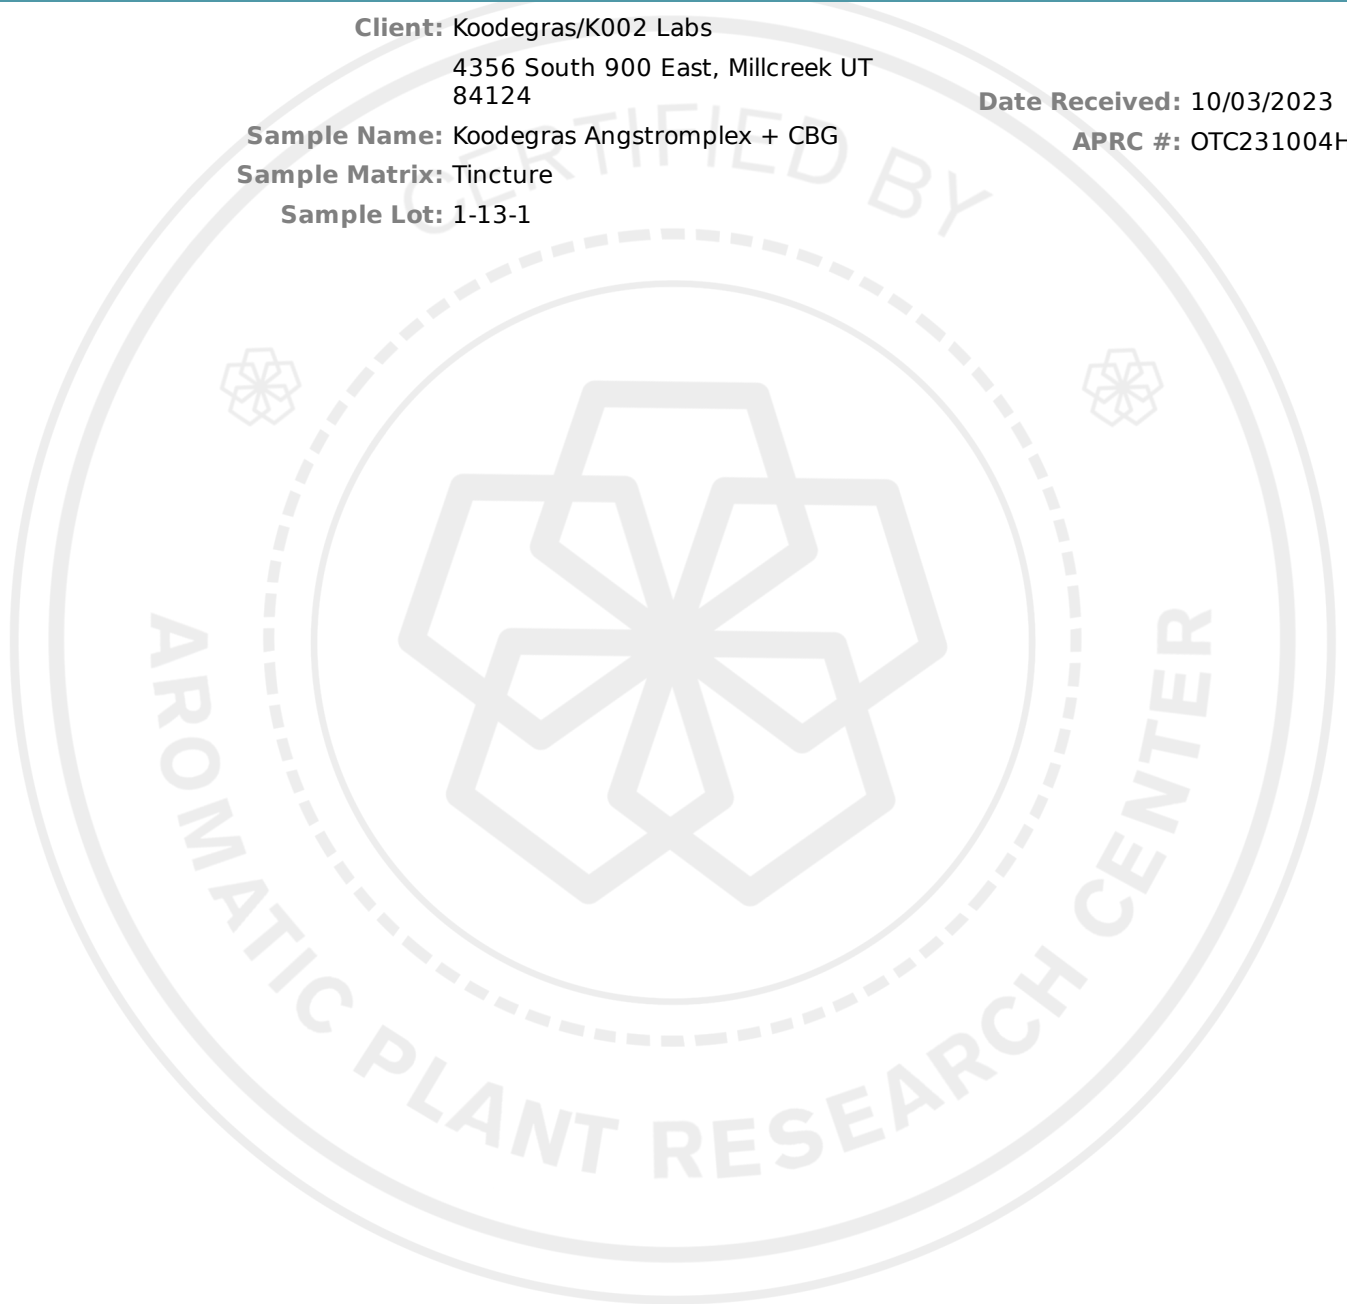 Client: Koodegras/K002 Labs
4356 South 900 East, Millcreek UT
84124
Date Received: 10/03/2023
Sample Name: Koodegras Angstromplex + CBG
APRC #: OTC231004H
Sample Matrix: Tincture
Sample Lot: 1-13-1
CERTIFIED BY
AROMATIC PLANT RESEARCH CENTER